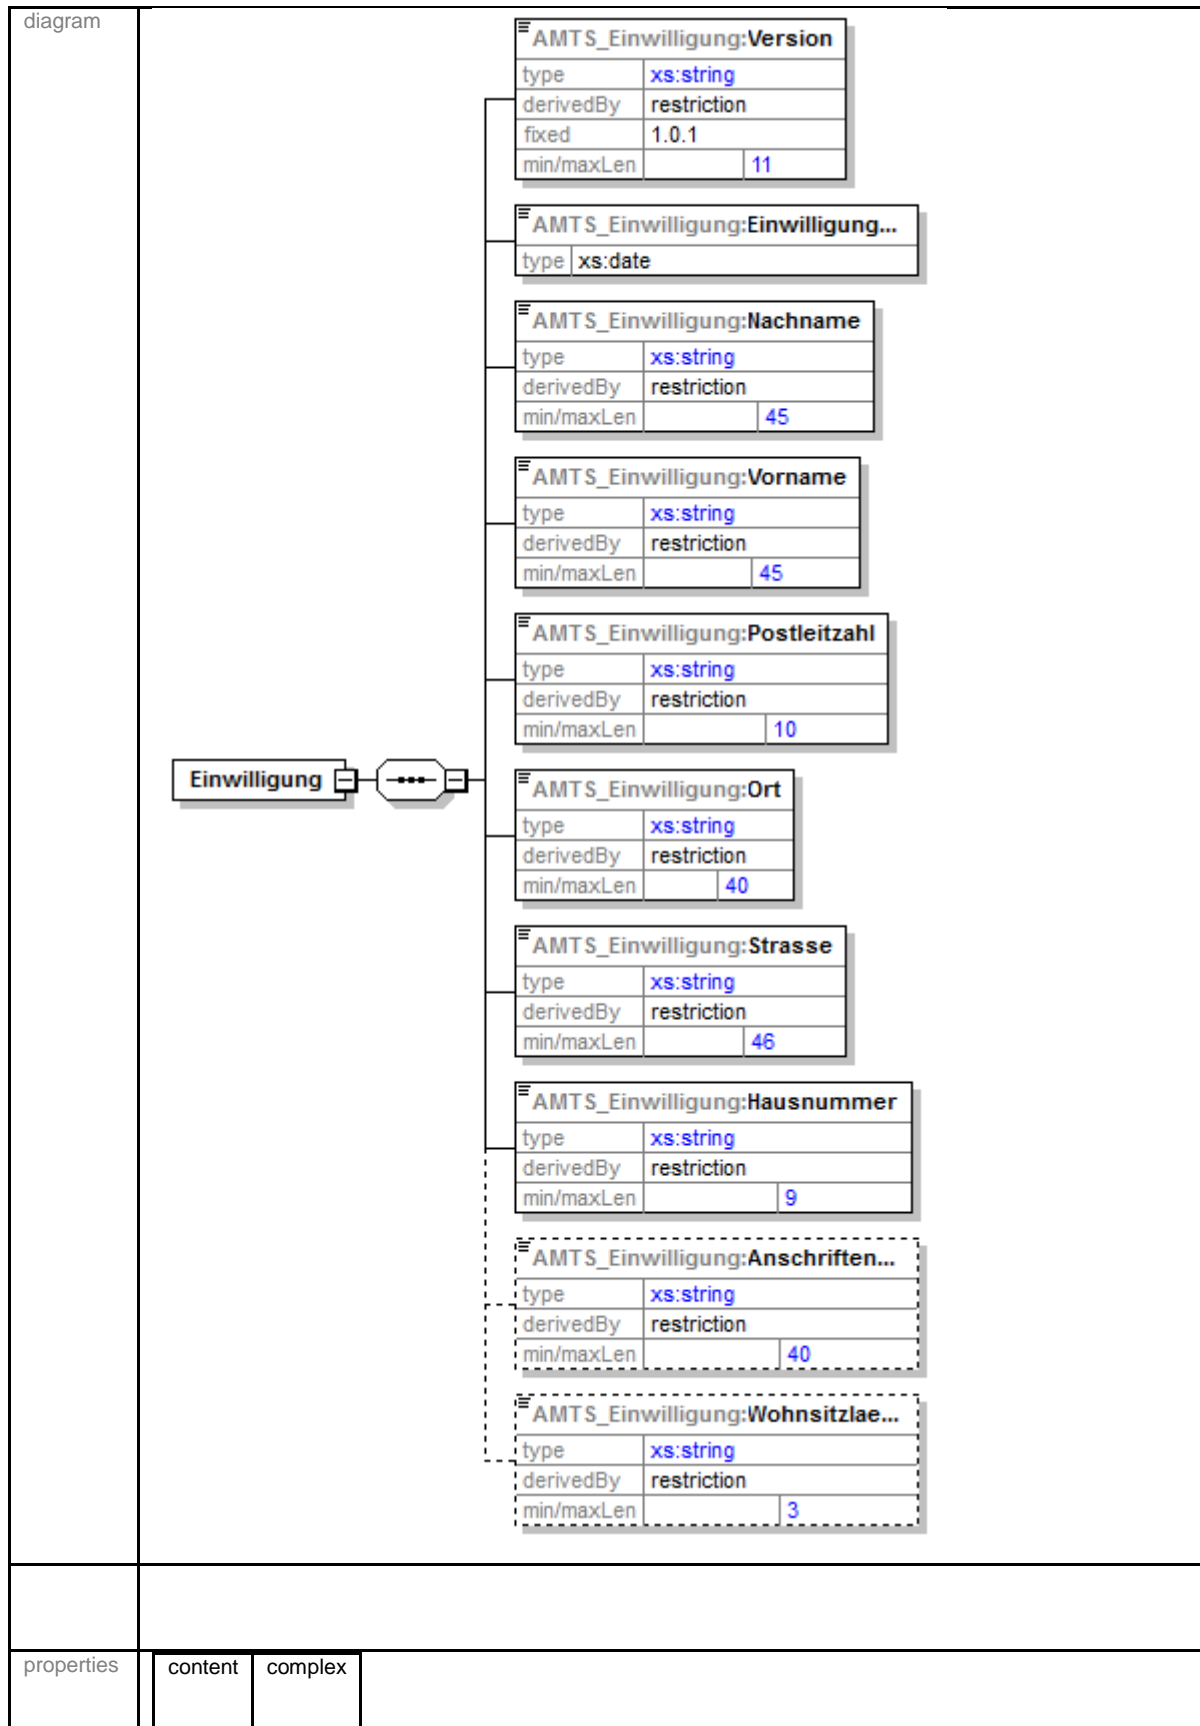 diagram
AMTS_Einwilligung:Version
type xs:string
derivedBy restriction
fixed 1.0.1
min/maxLen 11
AMTS_Einwilligung:Einwilligung...
type xs:date
AMTS_Einwilligung:Nachname
type xs:string
derivedBy restriction
min/maxLen 45
AMTS_Einwilligung:Vorname
type xs:string
derivedBy restriction
min/maxLen 45
AMTS_Einwilligung:Postleitzahl
type xs:string
derivedBy restriction
min/maxLen 10
Einwilligung
AMTS_Einwilligung:Ort
type xs:string
derivedBy restriction
min/maxLen 40
AMTS_Einwilligung:Strasse
type xs:string
derivedBy restriction
min/maxLen 46
AMTS_Einwilligung:Hausnummer
type xs:string
derivedBy restriction
min/maxLen 9
AMTS_Einwilligung:Anschriften...
type xs:string
derivedBy restriction
min/maxLen 40
AMTS_Einwilligung:Wohnsitzlae...
type xs:string
derivedBy restriction
min/maxLen 3
properties content complex